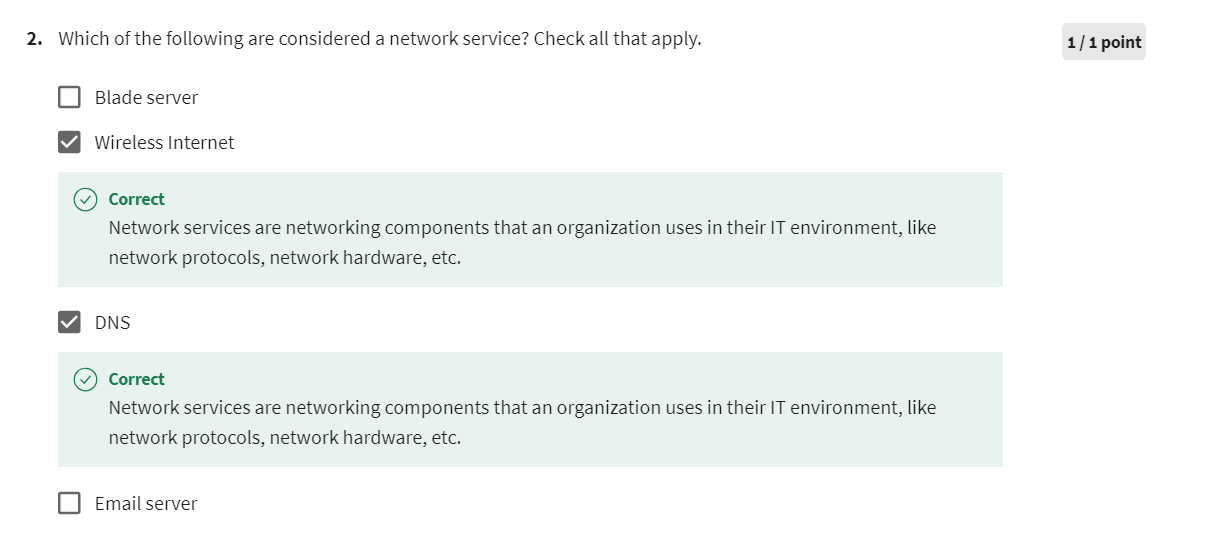 2. Which of the following are considered a network service? Check all that apply.
1 / 1 point
Blade server
Wireless Internet
Correct
Network services are networking components that an organization uses in their IT environment, like
network protocols, network hardware, etc.
DNS
Correct
Network services are networking components that an organization uses in their IT environment, like
network protocols, network hardware, etc.
Email server